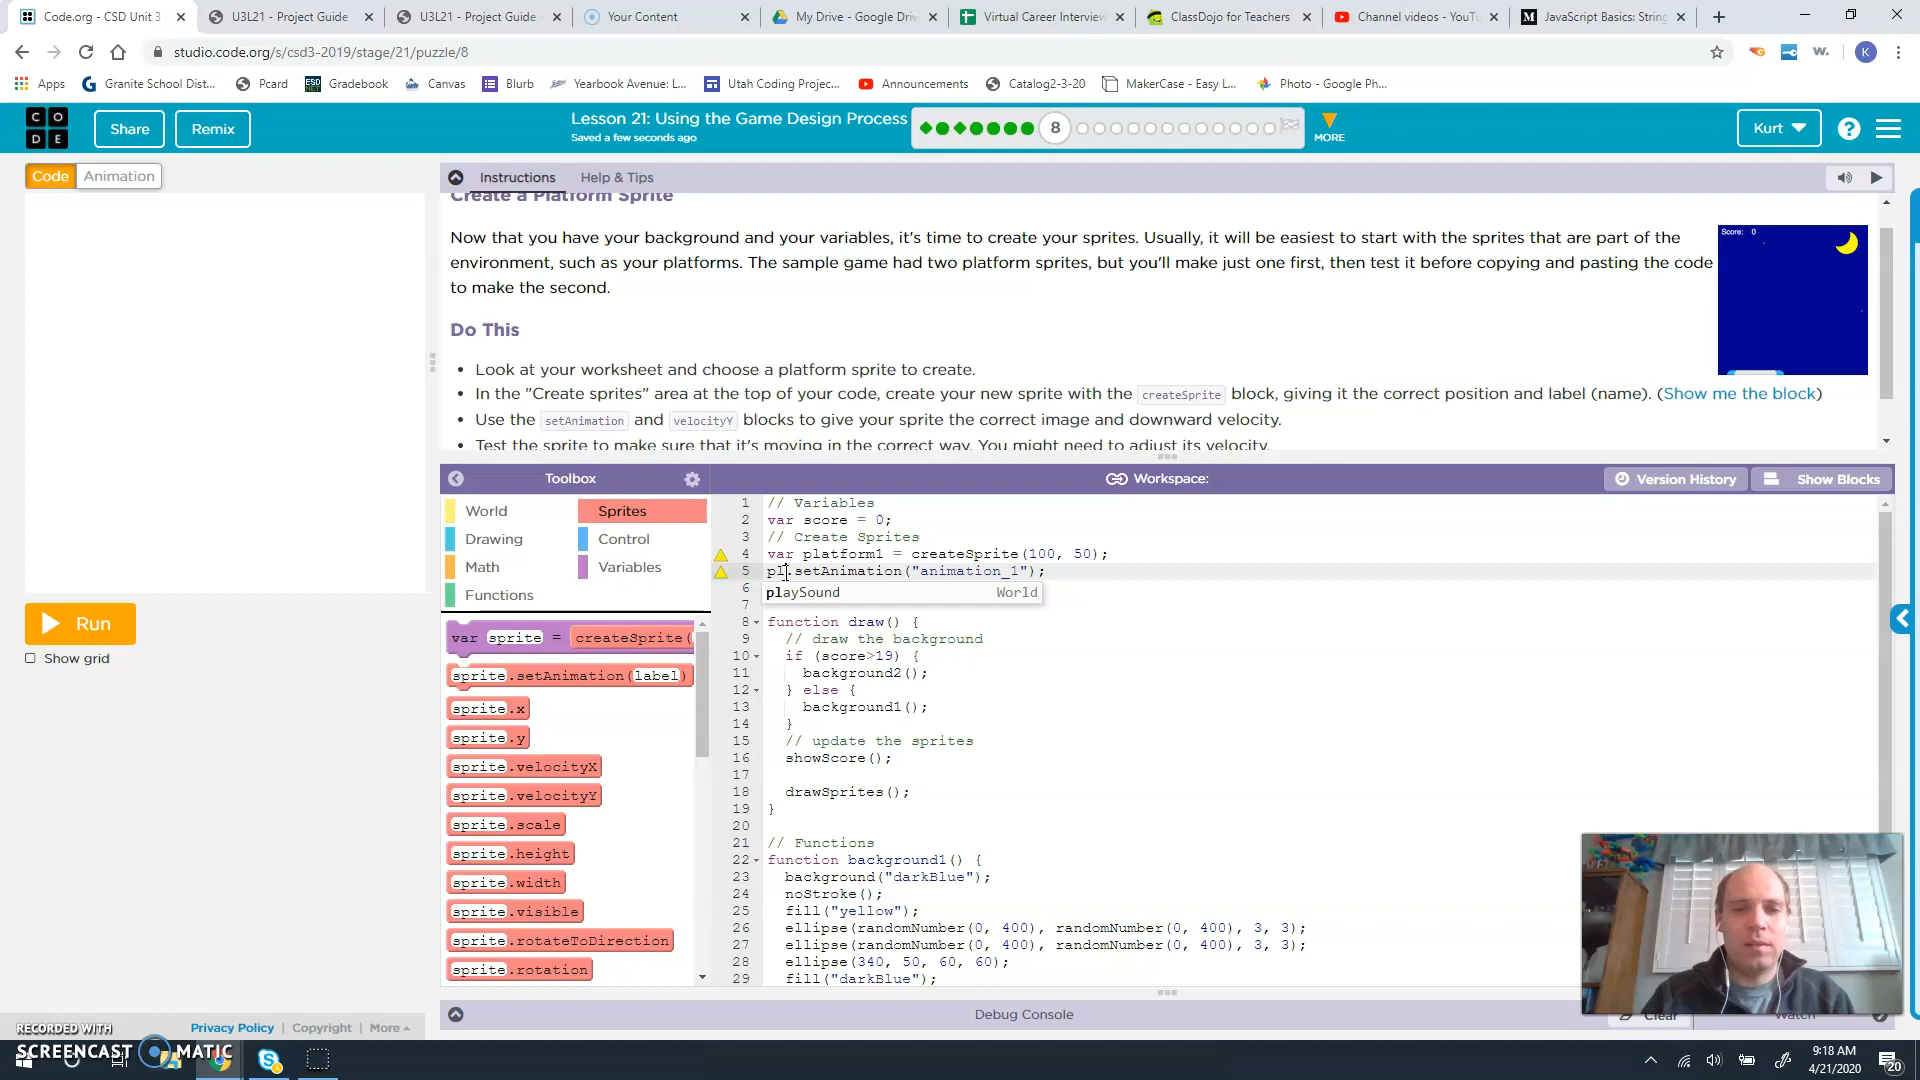 Code.org - CSD Unit 3
U3L21 - Project Guide
U3L21 - Project Guide
Your Content
My Drive - Google Driv
Virtual Career Interview
ClassDojo for Teachers
Channel videos - YouTu
JavaScript Basics: String
studio.code.org/s/csd3-2019/stage/21/puzzle/8
W.
K
Apps
Granite School Dist...
Pcard
Gradebook
Canvas
Blurb
Yearbook Avenue: L...
Utah Coding Projec...
Announcements
Catalog2-3-20
MakerCase - Easy L...
Photo - Google Ph...
C O
D E
Share
Remix
Lesson 21: Using the Game Design Process
Saved a few seconds ago
8
MORE
Kurt
?
Code
Animation
Instructions
Help & Tips
Create a Platform Sprite
Now that you have your background and your variables, it's time to create your sprites. Usually, it will be easiest to start with the sprites that are part of the
environment, such as your platforms. The sample game had two platform sprites, but you'll make just one first, then test it before copying and pasting the code
to make the second.
Score: 0
Do This
• Look at your worksheet and choose a platform sprite to create.
• In the "Create sprites" area at the top of your code, create your new sprite with the createSprite block, giving it the correct position and label (name). (Show me the block)
• Use the setAnimation and velocityY blocks to give your sprite the correct image and downward velocity.
• Test the sprite to make sure that it's moving in the correct way. You might need to adjust its velocity.
Run
Show grid
Toolbox
World
Sprites
Drawing
Control
Math
Variables
Functions
var sprite = createSprite(
sprite.setAnimation(label)
sprite.x
sprite.y
sprite.velocityX
sprite.velocityY
sprite.scale
sprite.height
sprite.width
sprite.visible
sprite.rotateToDirection
sprite.rotation
Workspace:
Version History
Show Blocks
1 // Variables
2 var score = 0;
3 // Create Sprites
4 var platform1 = createSprite(100, 50);
5 pl.setAnimation("animation_1");
6
playSound World
7
8 function draw() {
9 // draw the background
10 if (score>19) {
11 background2();
12 } else {
13 background1();
14 }
15 // update the sprites
16 showScore();
17
18 drawSprites();
19 }
20
21 // Functions
22 function background1() {
23 background("darkBlue");
24 noStroke();
25 fill("yellow");
26 ellipse(randomNumber(0, 400), randomNumber(0, 400), 3, 3);
27 ellipse(randomNumber(0, 400), randomNumber(0, 400), 3, 3);
28 ellipse(340, 50, 60, 60);
29 fill("darkBlue");
Debug Console
Clear
Watch
Privacy Policy | Copyright | More
RECORDED WITH
SCREENCAST MATIC
9:18 AM
4/21/2020
20